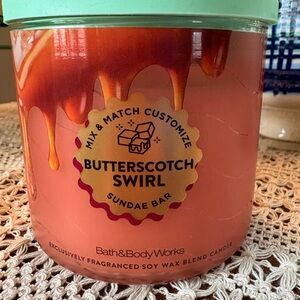 MIX & MATCH CUSTOMIZE
BUTTERSCOTCH
SWIRL
SUNDAE BAR
Bath&BodyWorks
EXCLUSIVELY FRAGRANCED SOY WAX BLEND CANDLE